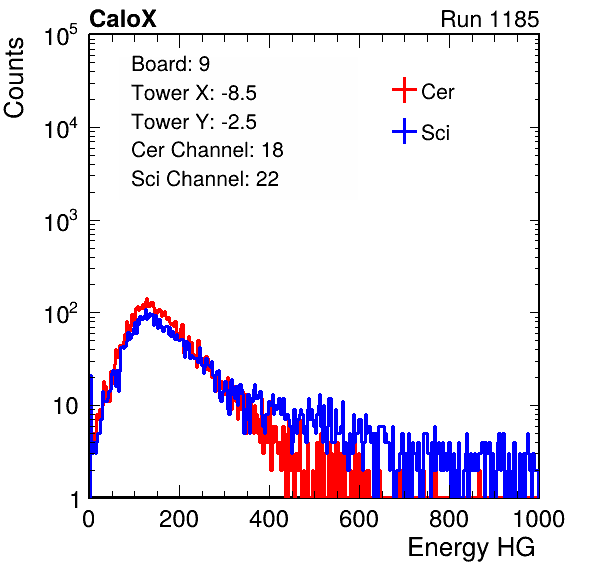 CaloX Run 1185
Counts
10^5
10^4
10^3
10^2
10
1
Board: 9
Tower X: -8.5
Tower Y: -2.5
Cer Channel: 18
Sci Channel: 22
Cer
Sci
0 200 400 600 800 1000
Energy HG